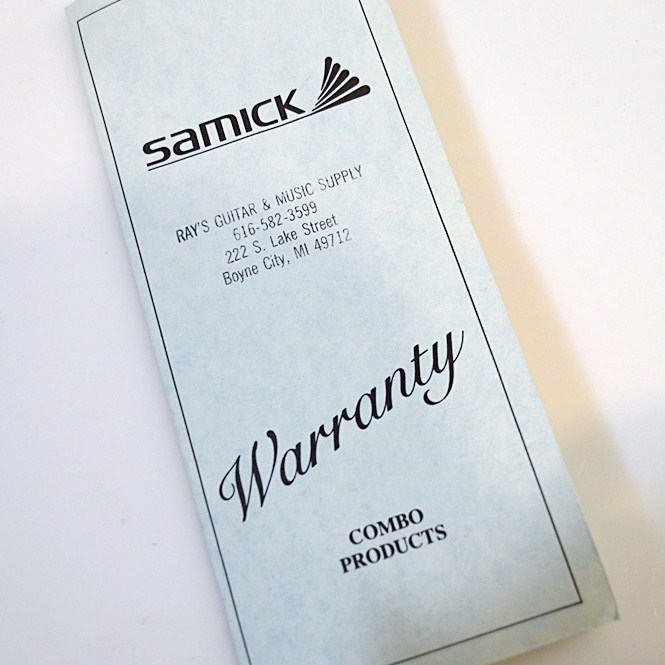 SAMICK
RAY'S GUITAR & MUSIC SUPPLY
616-582-3599
222 S. Lake Street
Boyne City, MI 49712
Warranty
COMBO
PRODUCTS